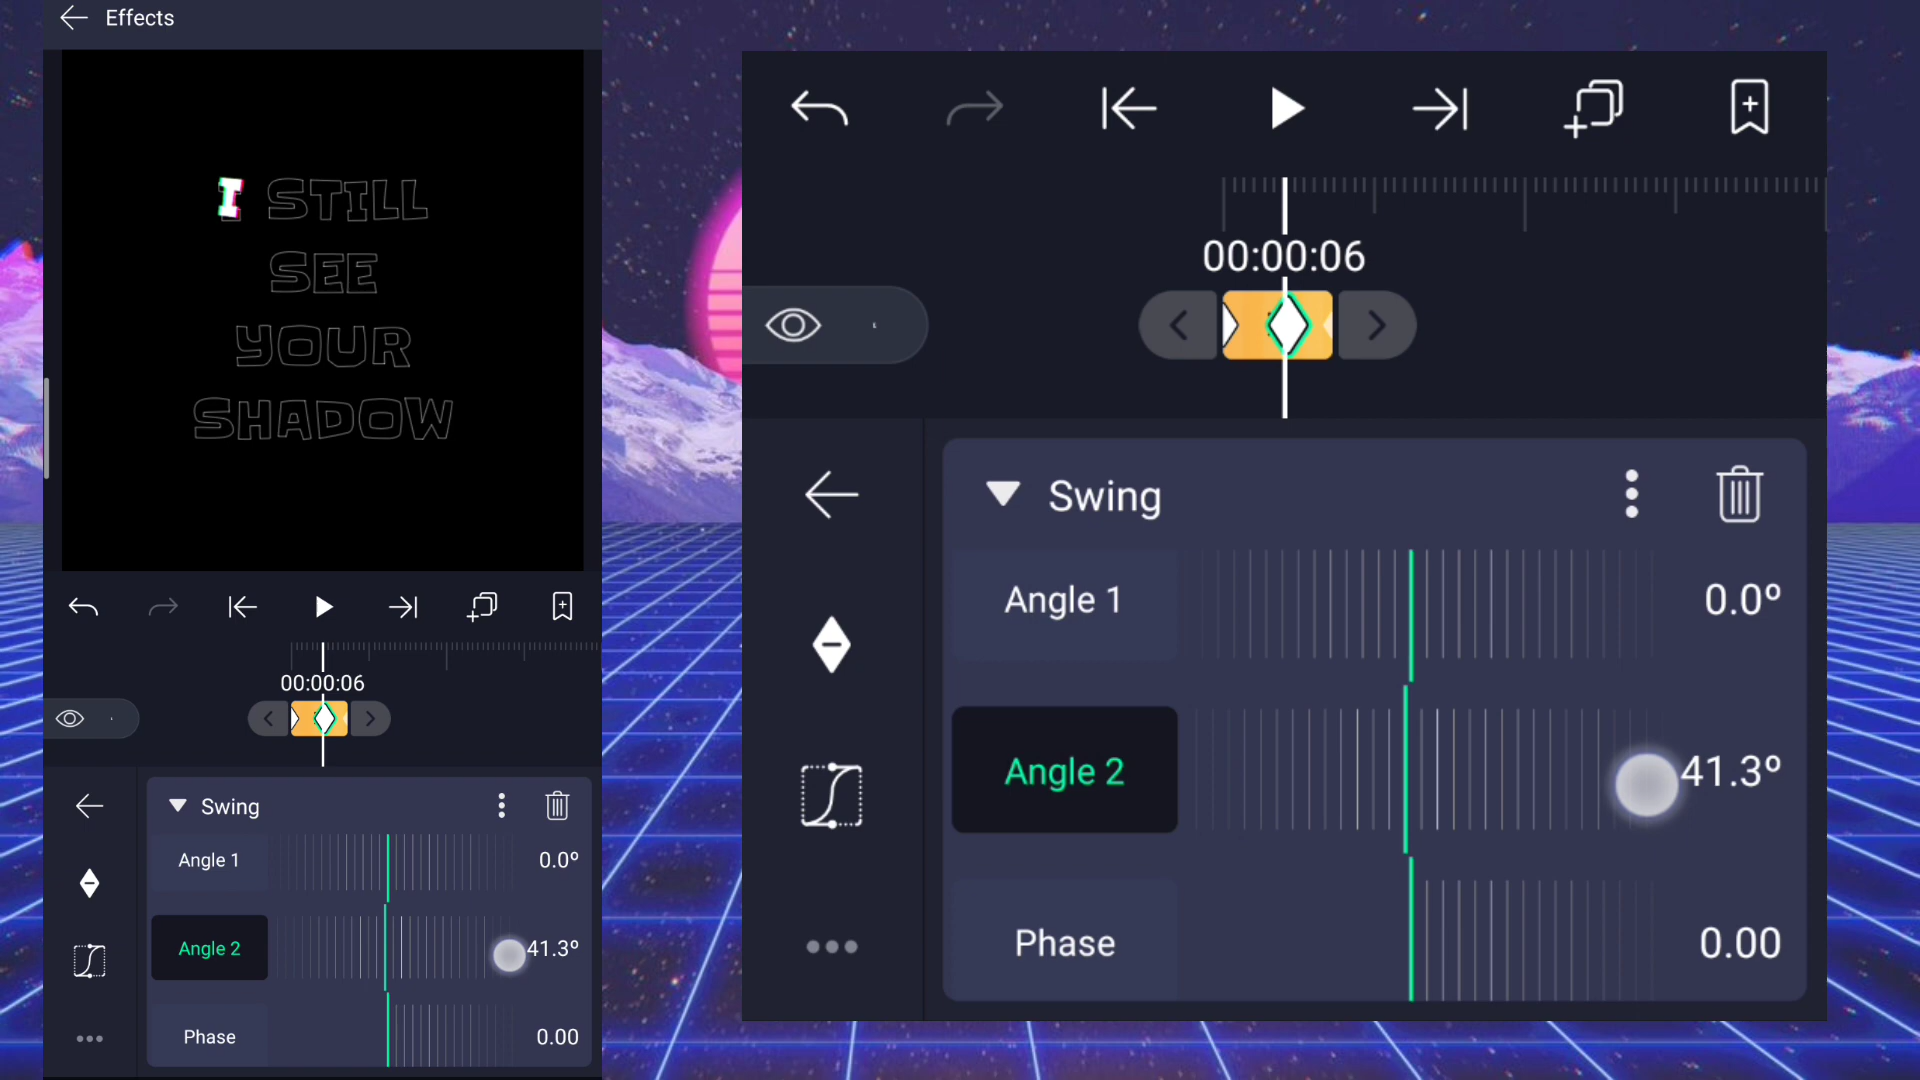 Effects
I STILL
SEE
YOUR
SHADOW
00:00:06
Swing
Angle 1
0.0º
Angle 2
41.3º
Phase
0.00
00:00:06
Swing
Angle 1
0.0º
Angle 2
41.3º
Phase
0.00